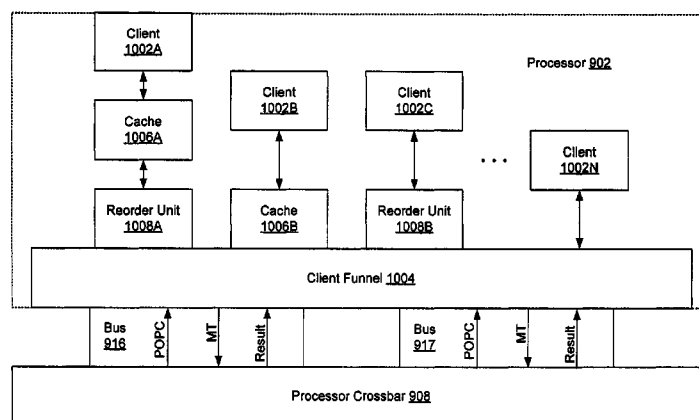 Client
1002A
Processor 902
Cache
1006A
Client
1002B
Client
1002C
• • •
Client
1002N
Reorder Unit
1008A
Cache
1006B
Reorder Unit
1008B
Client Funnel 1004
Bus
916
POPC
MT
Result
Bus
917
POPC
MT
Result
Processor Crossbar 908